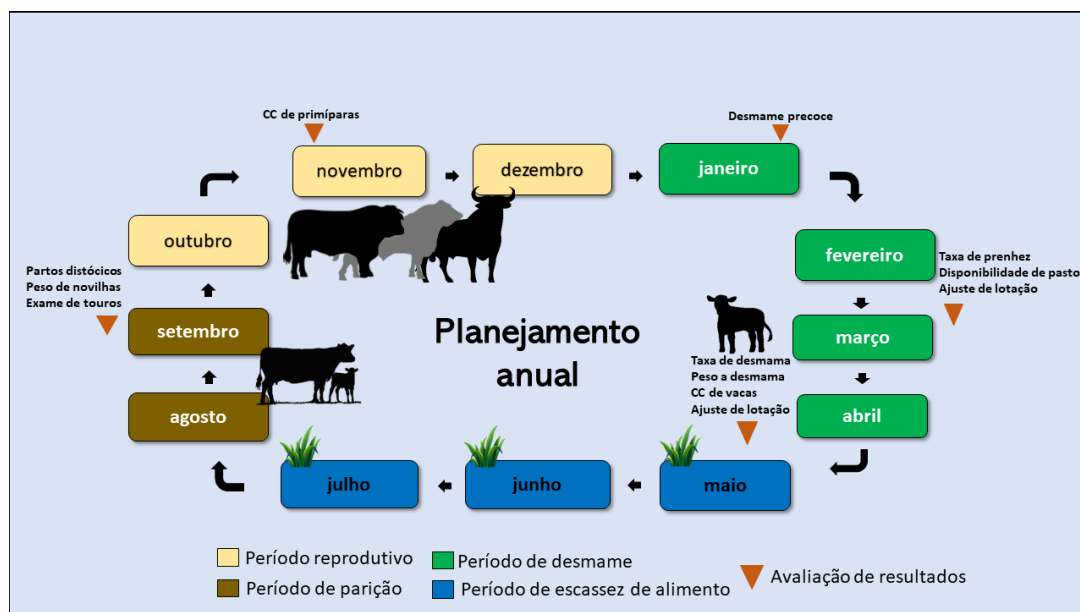 CC de primíparas
Desmame precoce
novembro
dezembro
janeiro
outubro
fevereiro
Taxa de prenhez
Disponibilidade de pasto
Ajuste de lotação
Partos distócicos
Peso de novilhas
Exame de touros
setembro
março
Planejamento
anual
Taxa de desmama
Peso a desmama
CC de vacas
Ajuste de lotação
agosto
abril
julho
junho
maio
Período reprodutivo
Período de desmame
Período de parição
Período de escassez de alimento
Avaliação de resultados